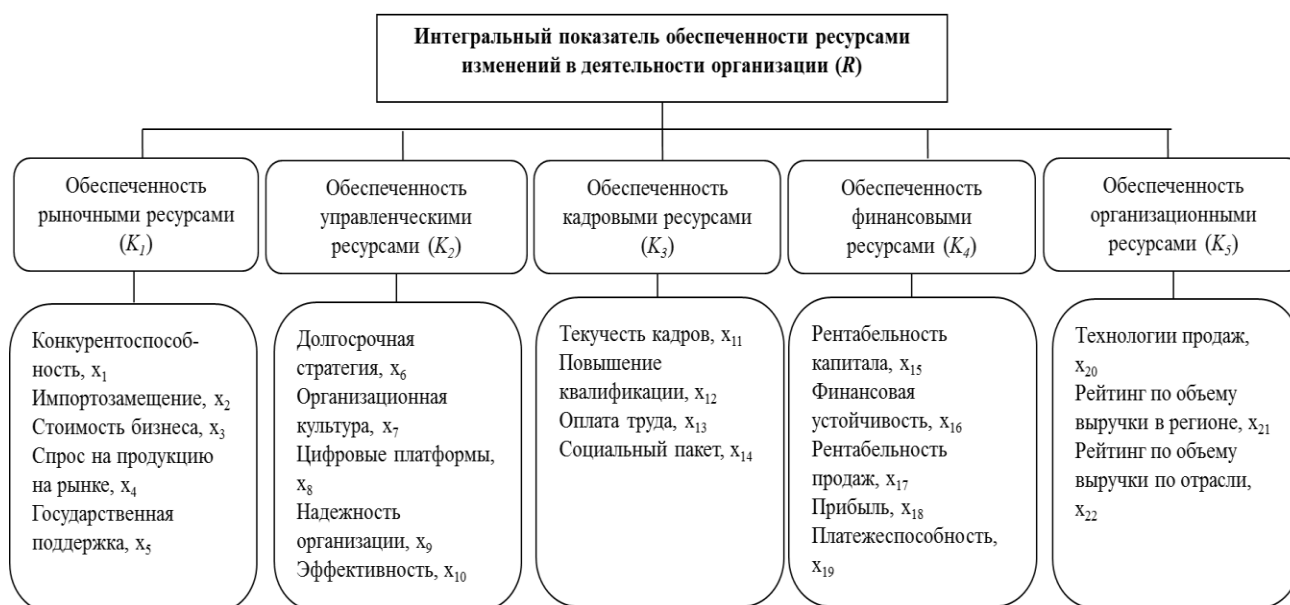 Интегральный показатель обеспеченности ресурсами
изменений в деятельности организации (R)
Обеспеченность
рыночными ресурсами
(K₁)
Обеспеченность
управленческими
ресурсами (K₂)
Обеспеченность
кадровыми ресурсами
(K₃)
Обеспеченность
финансовыми
ресурсами (K₄)
Обеспеченность
организационными
ресурсами (K₅)
Конкурентоспособ-
ность, x₁
Импортозамещение, x₂
Стоимость бизнеса, x₃
Спрос на продукцию
на рынке, x₄
Государственная
поддержка, x₅
Долгосрочная
стратегия, x₆
Организационная
культура, x₇
Цифровые платформы,
x₈
Надежность
организации, x₉
Эффективность, x₁₀
Текучесть кадров, x₁₁
Повышение
квалификации, x₁₂
Оплата труда, x₁₃
Социальный пакет, x₁₄
Рентабельность
капитала, x₁₅
Финансовая
устойчивость, x₁₆
Рентабельность
продаж, x₁₇
Прибыль, x₁₈
Платежеспособность,
x₁₉
Технологии продаж,
x₂₀
Рейтинг по объему
выручки в регионе, x₂₁
Рейтинг по объему
выручки по отрасли,
x₂₂